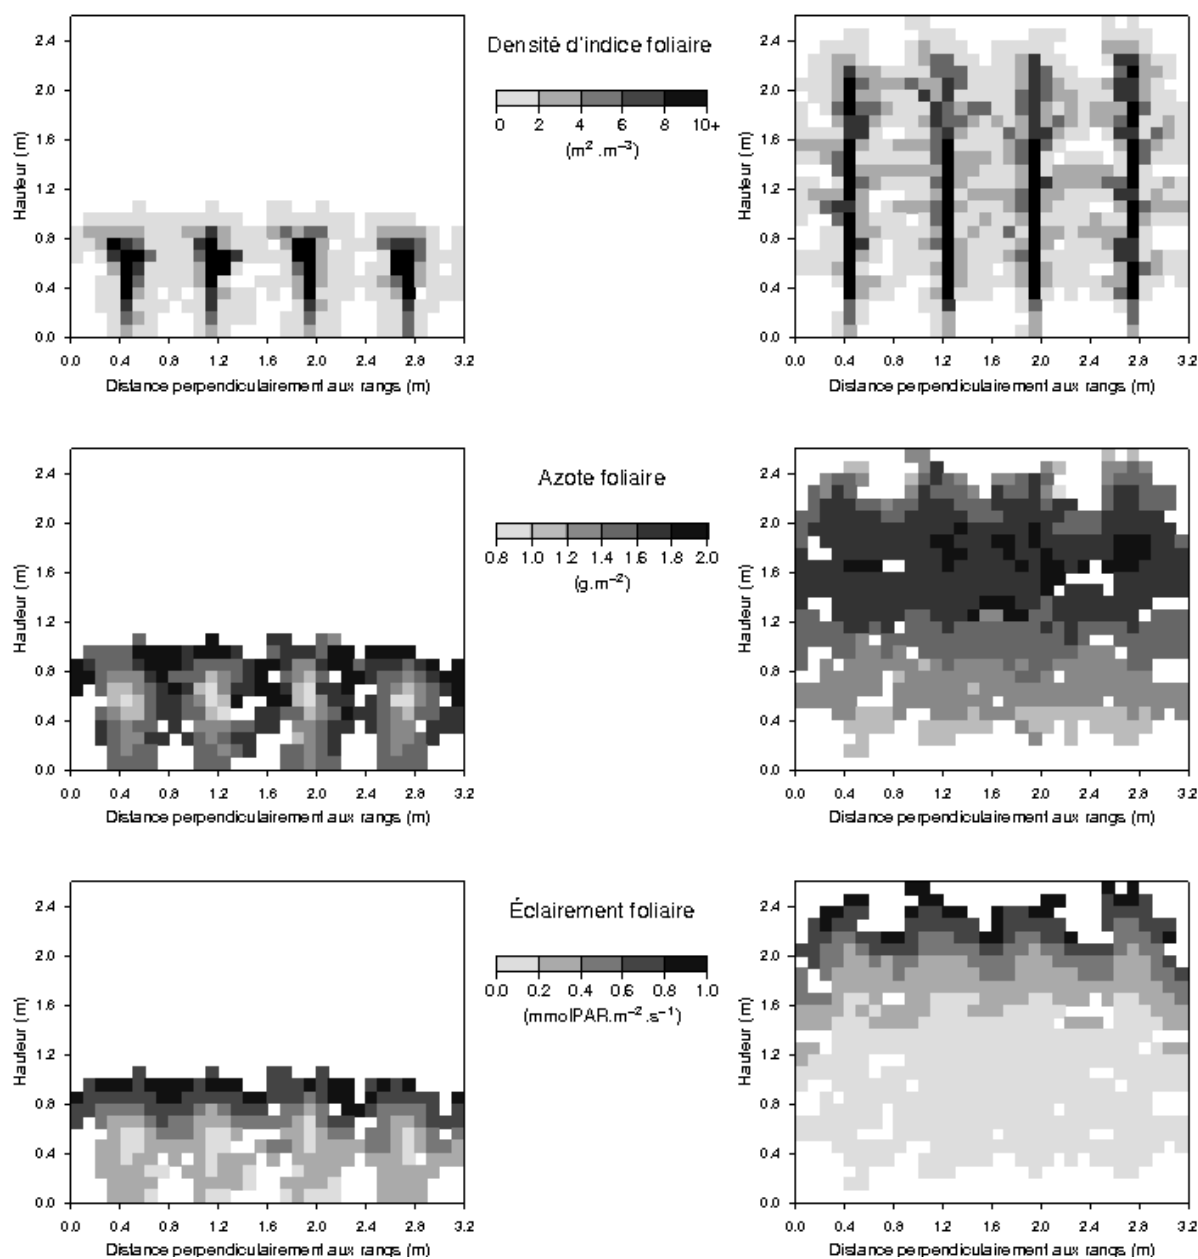 Densité d'indice foliaire
0 2 4 6 8 10+
(m² .m⁻³)
Hauteur (m)
2.4
2.0
1.6
1.2
0.8
0.4
0.0
0.0 0.4 0.8 1.2 1.6 2.0 2.4 2.8 3.2
Distance perpendiculairement aux rangs (m)
Hauteur (m)
2.4
2.0
1.6
1.2
0.8
0.4
0.0
0.0 0.4 0.8 1.2 1.6 2.0 2.4 2.8 3.2
Distance perpendiculairement aux rangs (m)
Azote foliaire
0.8 1.0 1.2 1.4 1.6 1.8 2.0
(g.m⁻²)
Hauteur (m)
2.4
2.0
1.6
1.2
0.8
0.4
0.0
0.0 0.4 0.8 1.2 1.6 2.0 2.4 2.8 3.2
Distance perpendiculairement aux rangs (m)
Hauteur (m)
2.4
2.0
1.6
1.2
0.8
0.4
0.0
0.0 0.4 0.8 1.2 1.6 2.0 2.4 2.8 3.2
Distance perpendiculairement aux rangs (m)
Éclairement foliaire
0.0 0.2 0.4 0.6 0.8 1.0
(mmolPAR.m⁻².s⁻¹)
Hauteur (m)
2.4
2.0
1.6
1.2
0.8
0.4
0.0
0.0 0.4 0.8 1.2 1.6 2.0 2.4 2.8 3.2
Distance perpendiculairement aux rangs (m)
Hauteur (m)
2.4
2.0
1.6
1.2
0.8
0.4
0.0
0.0 0.4 0.8 1.2 1.6 2.0 2.4 2.8 3.2
Distance perpendiculairement aux rangs (m)